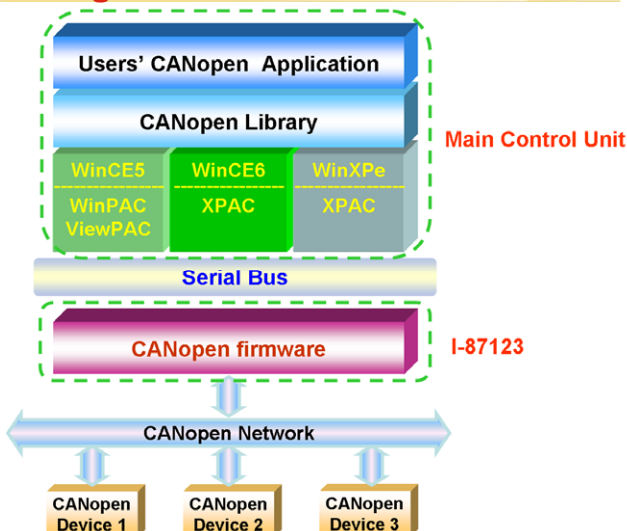 Users' CANopen Application
CANopen Library
Main Control Unit
WinCE5
WinCE6
WinXPe
WinPAC
ViewPAC
XPAC
XPAC
Serial Bus
CANopen firmware
I-87123
CANopen Network
CANopen
Device 1
CANopen
Device 2
CANopen
Device 3